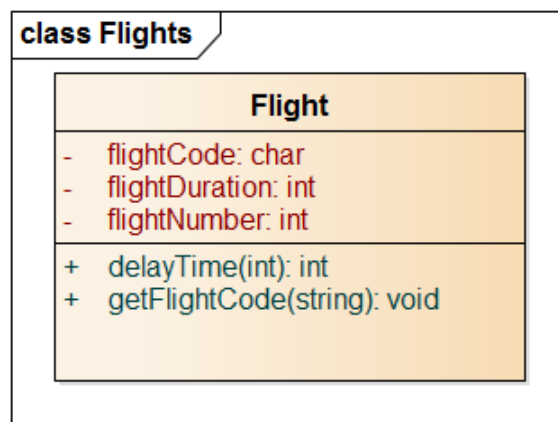 class Flights
Flight
- flightCode: char
- flightDuration: int
- flightNumber: int
+ delayTime(int): int
+ getFlightCode(string): void